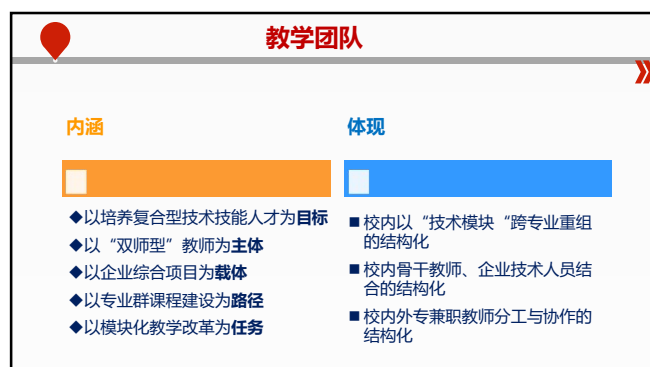 教学团队
内涵
◆以培养复合型技术技能人才为目标
◆以“双师型”教师为主体
◆以企业综合项目为载体
◆以专业群课程建设为路径
◆以模块化教学改革为任务
体现
■校内以“技术模块“跨专业重组
的结构化
■校内骨干教师、企业技术人员结
合的结构化
■校内外专兼职教师分工与协作的
结构化